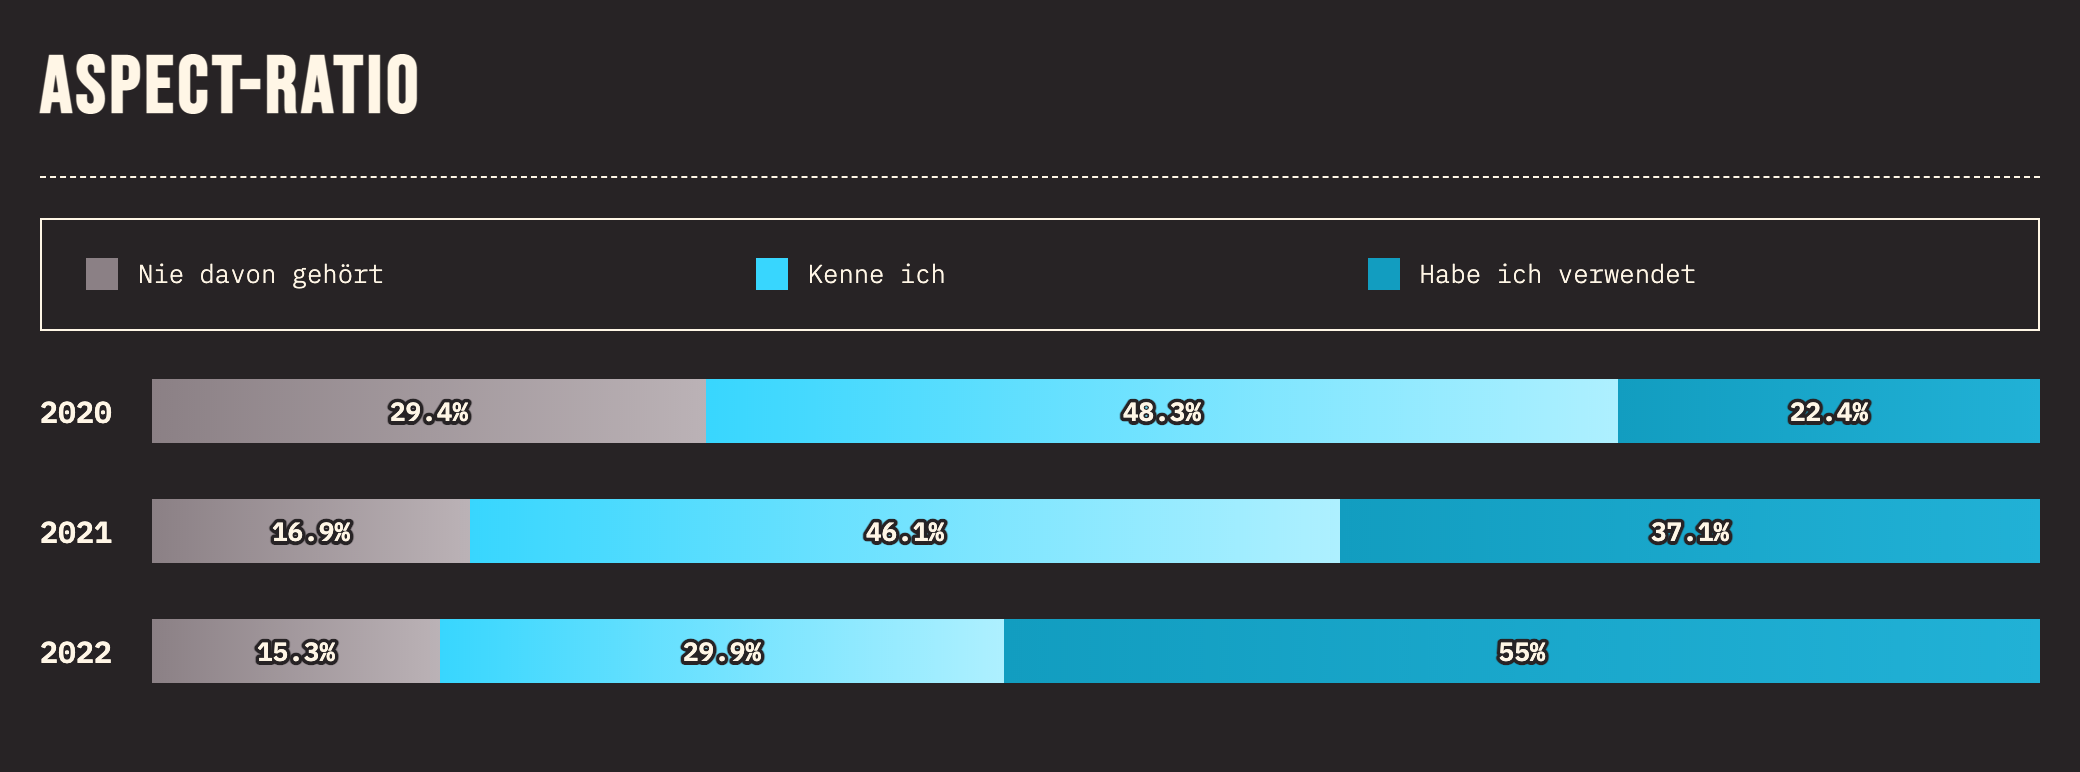 ASPECT-RATIO
Nie davon gehört Kenne ich Habe ich verwendet
2020 29.4% 48.3% 22.4%
2021 16.9% 46.1% 37.1%
2022 15.3% 29.9% 55%